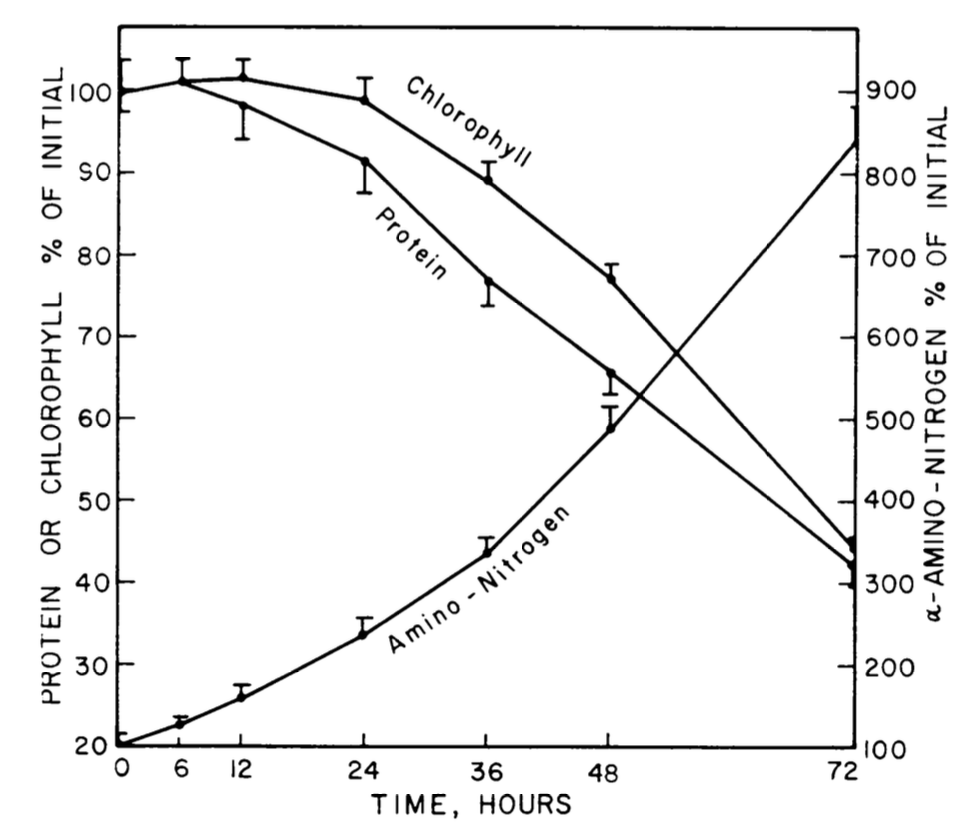 PROTEIN OR CHLOROPHYLL % OF INITIAL
100
90
80
70
60
50
40
30
20
Chlorophyll
Protein
Amino-Nitrogen
900
800
700
600
500
400
300
200
100
α-AMINO-NITROGEN % OF INITIAL
0 6 12 24 36 48 72
TIME, HOURS